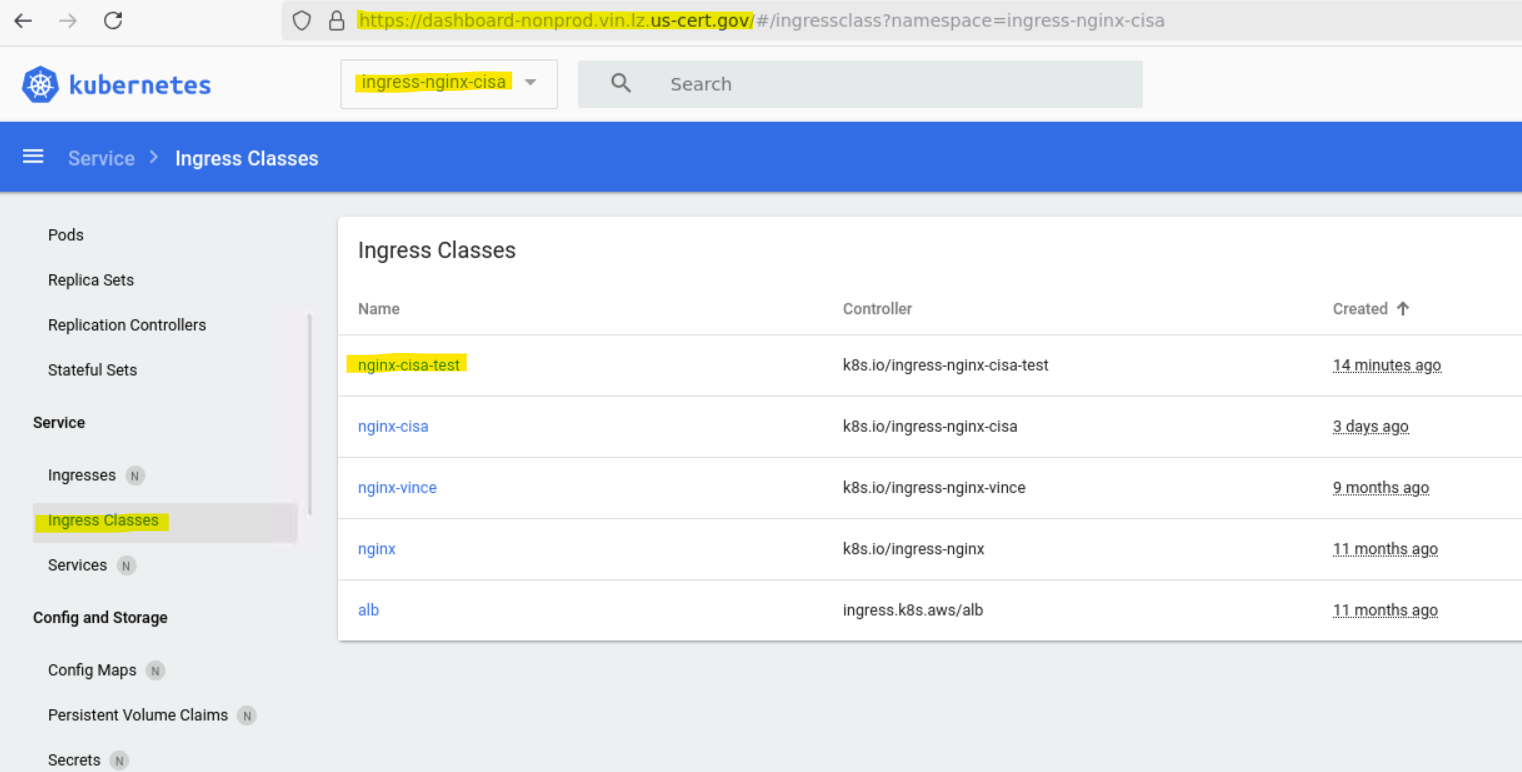 https://dashboard-nonprod.vin.lz.us-cert.gov/#/ingressclass?namespace=ingress-nginx-cisa
kubernetes
ingress-nginx-cisa
Search
Service
Ingress Classes
Pods
Replica Sets
Replication Controllers
Stateful Sets
Service
Ingresses N
Ingress Classes
Services N
Config and Storage
Config Maps N
Persistent Volume Claims N
Secrets N
Ingress Classes
Name Controller Created
nginx-cisa-test k8s.io/ingress-nginx-cisa-test 14 minutes ago
nginx-cisa k8s.io/ingress-nginx-cisa 3 days ago
nginx-vince k8s.io/ingress-nginx-vince 9 months ago
nginx k8s.io/ingress-nginx 11 months ago
alb ingress.k8s.aws/alb 11 months ago